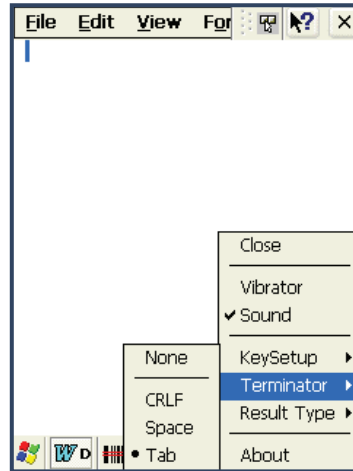 File Edit View For
Close
Vibrator
Sound
KeySetup
Terminator
Result Type
About
None
CRLF
Space
Tab
W D